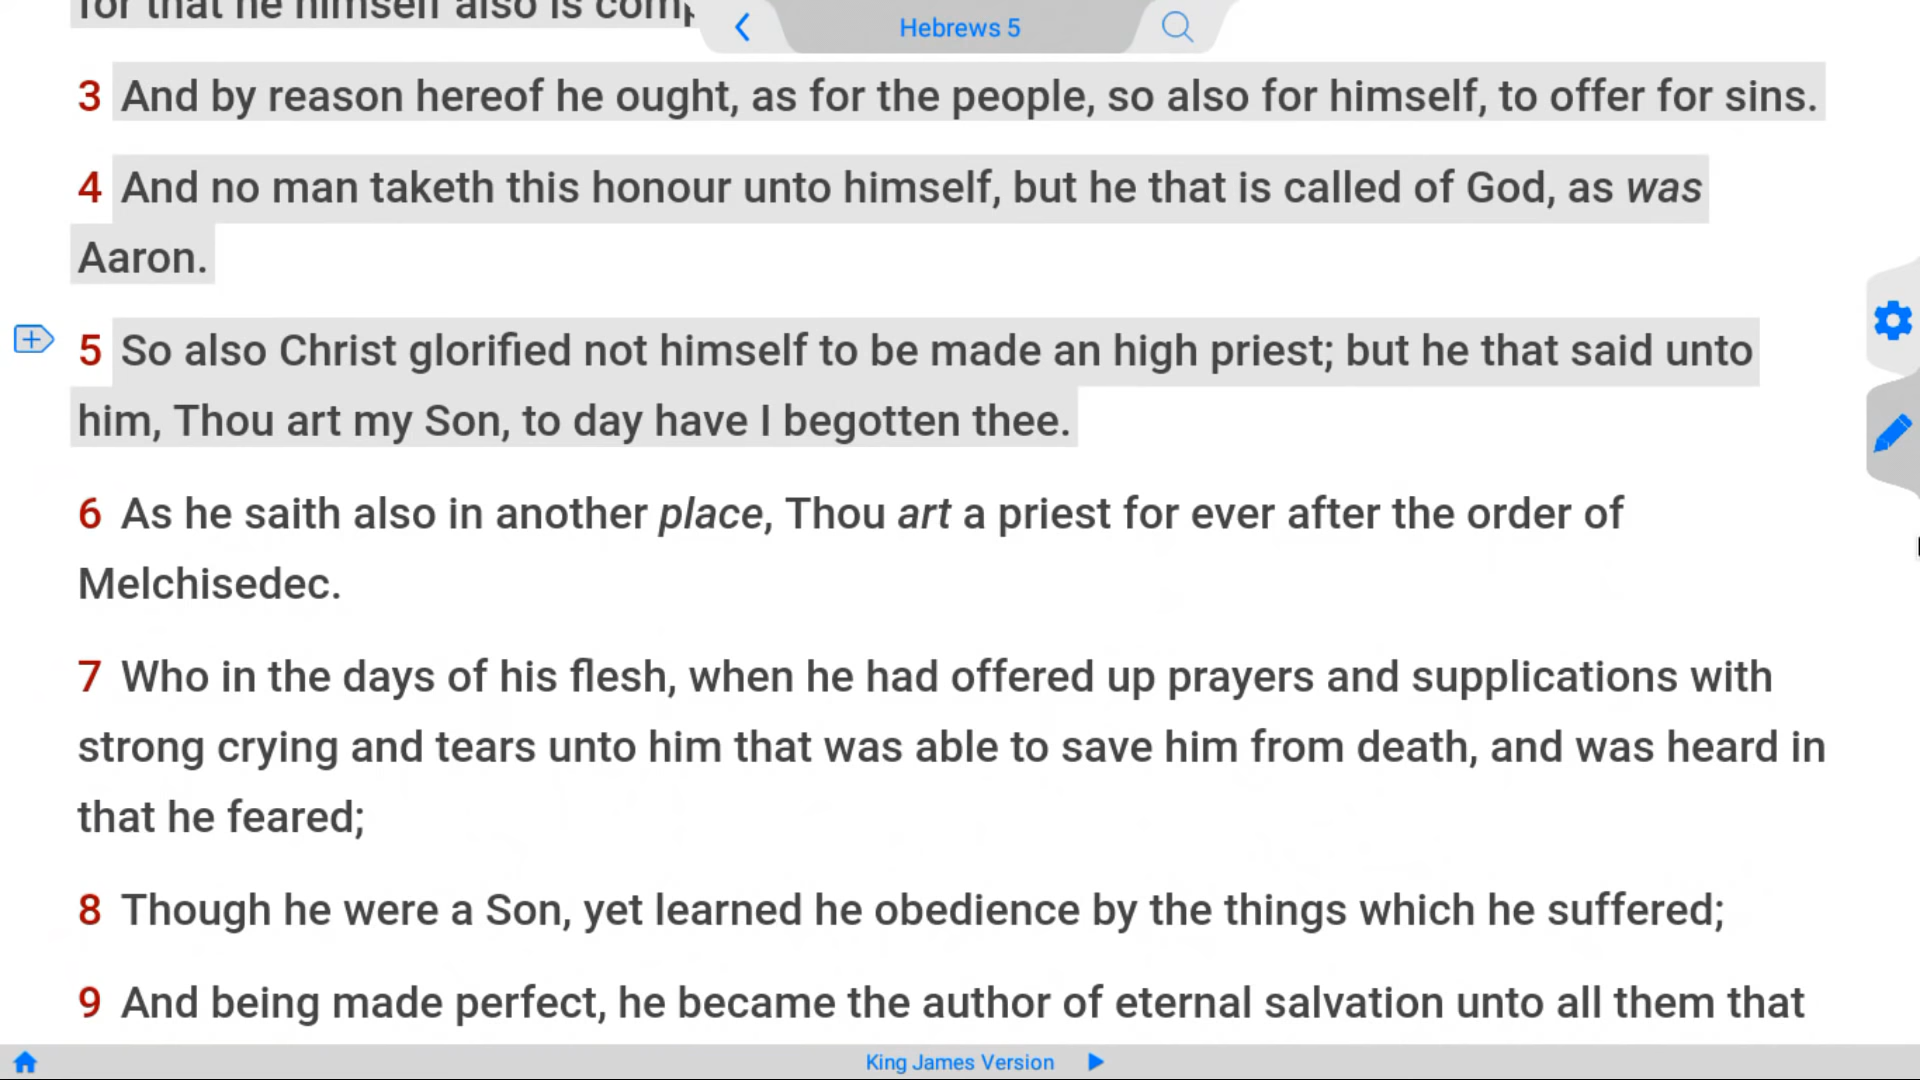 for that he himself also is
Hebrews 5
3 And by reason hereof he ought, as for the people, so also for himself, to offer for sins.
4 And no man taketh this honour unto himself, but he that is called of God, as was
Aaron.
5 So also Christ glorified not himself to be made an high priest; but he that said unto
him, Thou art my Son, to day have I begotten thee.
6 As he saith also in another place, Thou art a priest for ever after the order of
Melchisedec.
7 Who in the days of his flesh, when he had offered up prayers and supplications with
strong crying and tears unto him that was able to save him from death, and was heard in
that he feared;
8 Though he were a Son, yet learned he obedience by the things which he suffered;
9 And being made perfect, he became the author of eternal salvation unto all them that
King James Version